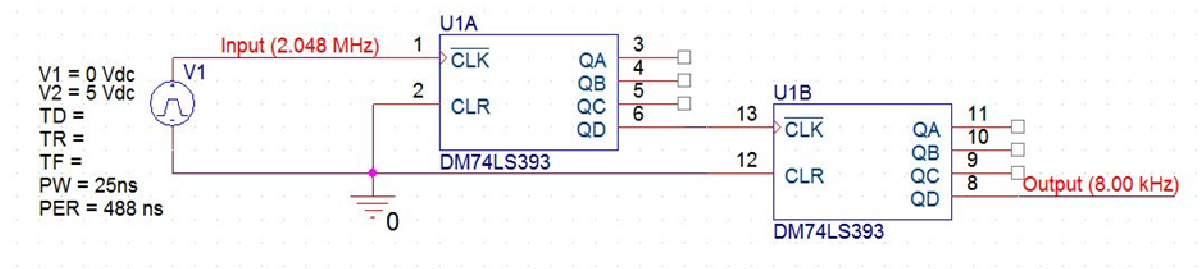 V1 = 0 Vdc
V2 = 5 Vdc
TD =
TR =
TF =
PW = 25ns
PER = 488 ns
V1
Input (2.048 MHz)
0
U1A
1
2
CLK
CLR
QA
QB
QC
QD
3
4
5
6
DM74LS393
U1B
13
12
CLK
CLR
QA
QB
QC
QD
11
10
9
8
DM74LS393
Output (8.00 kHz)